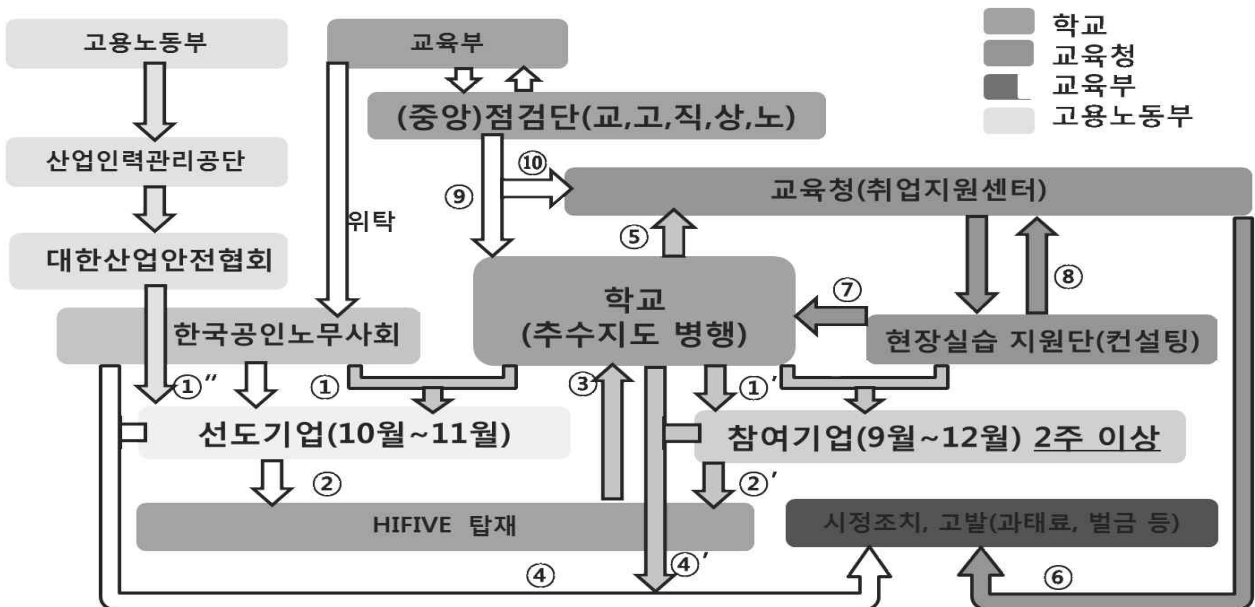 고용노동부
교육부
학교
교육청
교육부
고용노동부
(중앙)점검단(교,고,직,상,노)
산업인력관리공단
⑩
교육청(취업지원센터)
⑨
위탁
⑤
대한산업안전협회
⑧
학교
(추수지도 병행)
⑦
한국공인노무사회
현장실습 지원단(컨설팅)
①″
①
③
①′
선도기업(10월~11월)
참여기업(9월~12월) 2주 이상
②
②′
HIFIVE 탑재
시정조치, 고발(과태료, 벌금 등)
④
④′
⑥